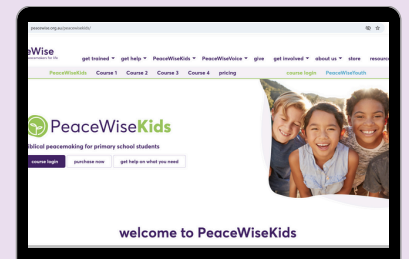 peacewise.org.au/peacewisekids/
eWise
get trained ▾ get help ▾ PeaceWiseKids ▾ PeaceWiseVoice ▾ give get involved ▾ about us ▾ store resourc
PeaceWiseKids Course 1 Course 2 Course 3 Course 4 pricing course login PeaceWiseYouth
PeaceWiseKids
iblical peacemaking for primary school students
course login purchase now get help on what you need
welcome to PeaceWiseKids